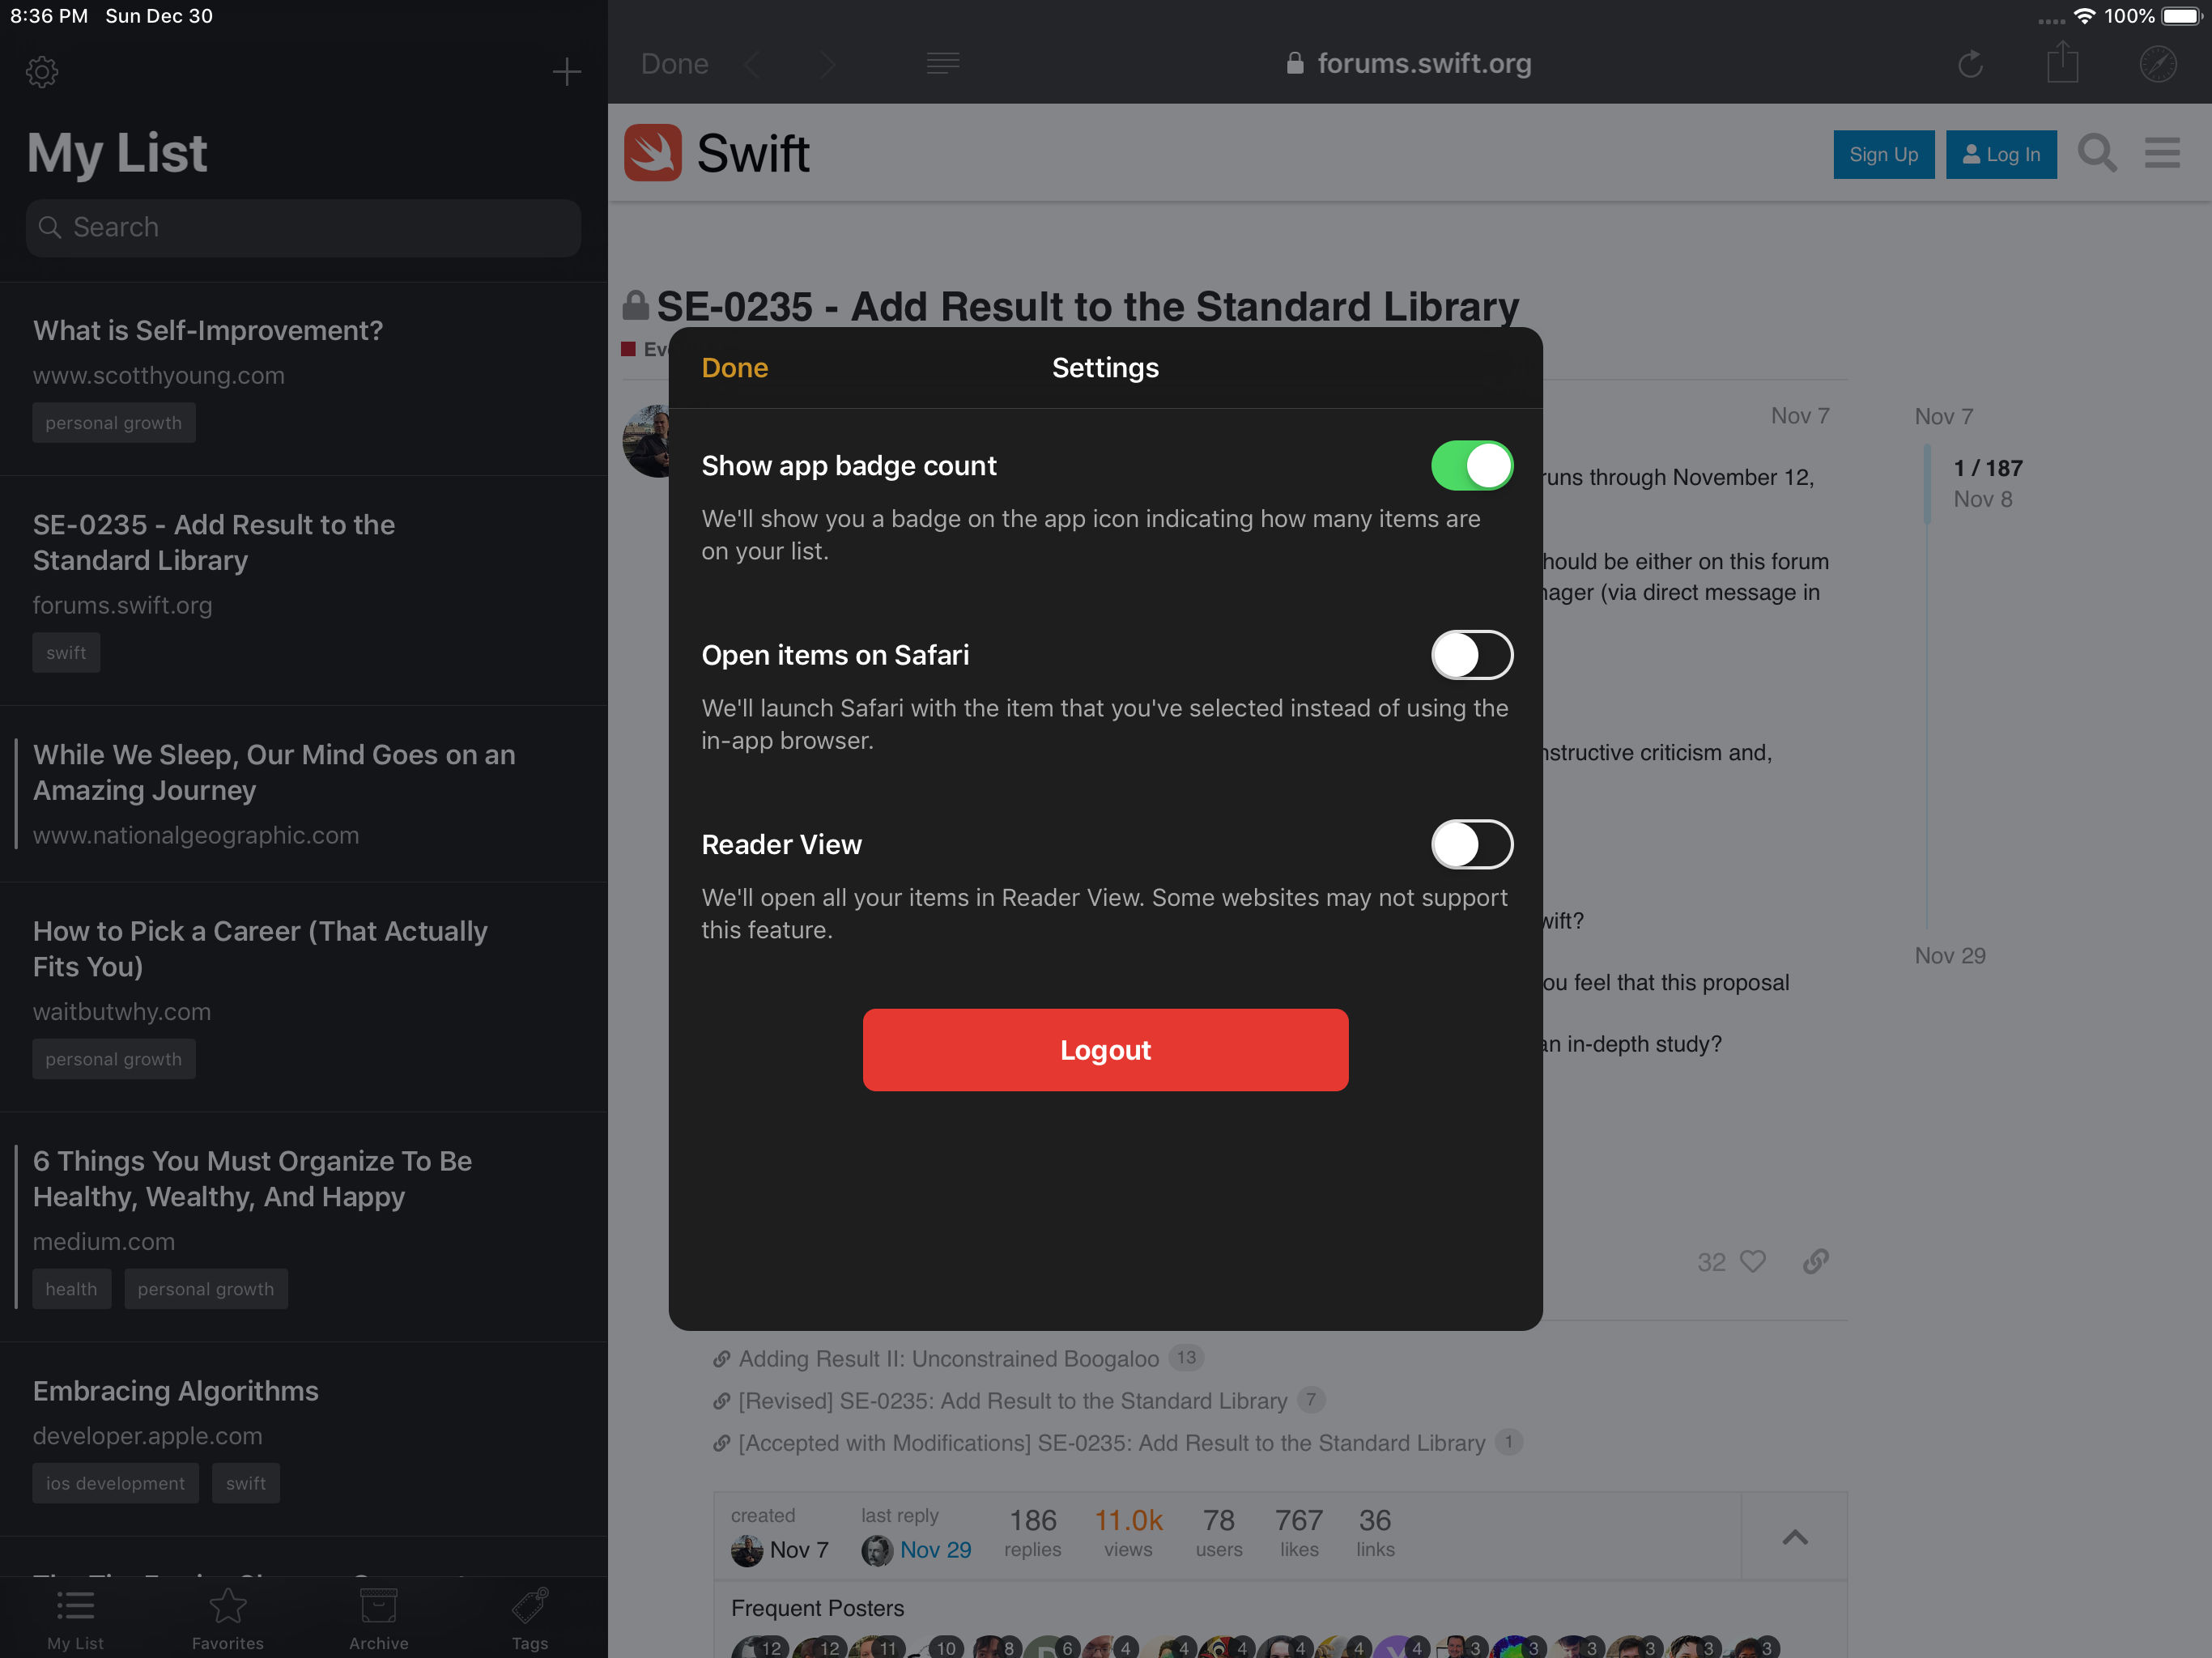 8:36 PM Sun Dec 30
100%
My List
Search
What is Self-Improvement?
www.scotthyoung.com
personal growth
SE-0235 - Add Result to the
Standard Library
forums.swift.org
swift
While We Sleep, Our Mind Goes on an
Amazing Journey
www.nationalgeographic.com
How to Pick a Career (That Actually
Fits You)
waitbutwhy.com
personal growth
6 Things You Must Organize To Be
Healthy, Wealthy, And Happy
medium.com
health personal growth
Embracing Algorithms
developer.apple.com
ios development swift
My List Favorites Archive Tags
Done forums.swift.org
Swift
Sign Up Log In
SE-0235 - Add Result to the Standard Library
Done Settings
Show app badge count
We'll show you a badge on the app icon indicating how many items are
on your list.
Open items on Safari
We'll launch Safari with the item that you've selected instead of using the
in-app browser.
Reader View
We'll open all your items in Reader View. Some websites may not support
this feature.
Logout
Nov 7
runs through November 12,
hould be either on this forum
(via direct message in
criticism and,
ou feel that this proposal
an in-depth study?
32
Nov 7
1 / 187
Nov 8
Nov 29
Adding Result II: Unconstrained Boogaloo 13
[Revised] SE-0235: Add Result to the Standard Library 7
[Accepted with Modifications] SE-0235: Add Result to the Standard Library 1
created last reply 186 11.0k 78 767 36
Nov 7 Nov 29 replies views users likes links
Frequent Posters
12 12 11 10 8 6 4 4 4 4 4 4 3 3 3 3 3 3